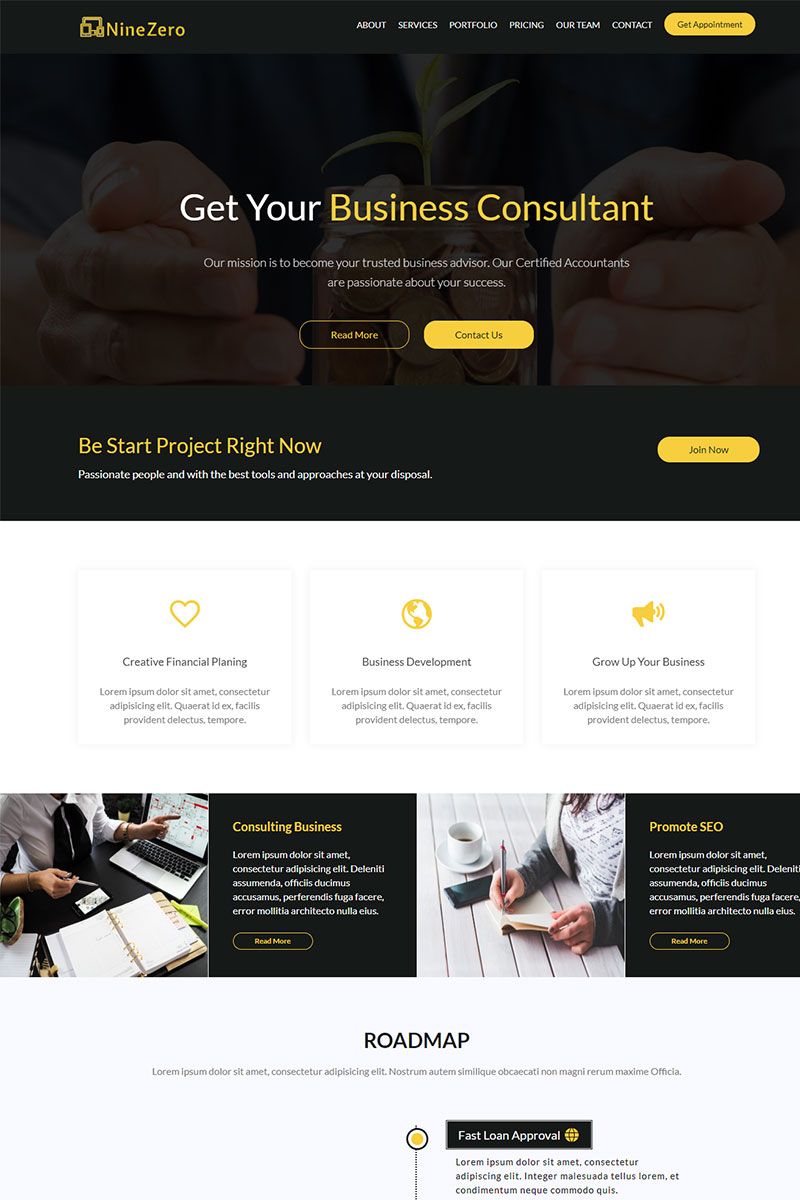 NineZero
ABOUT SERVICES PORTFOLIO PRICING OUR TEAM CONTACT Get Appointment
Get Your Business Consultant
Our mission is to become your trusted business advisor. Our Certified Accountants
are passionate about your success.
Read More Contact Us
Be Start Project Right Now
Passionate people and with the best tools and approaches at your disposal.
Join Now
Creative Financial Planing
Lorem ipsum dolor sit amet, consectetur
adipisicing elit. Quaerat id ex, facilis
provident delectus, tempore.
Business Development
Lorem ipsum dolor sit amet, consectetur
adipisicing elit. Quaerat id ex, facilis
provident delectus, tempore.
Grow Up Your Business
Lorem ipsum dolor sit amet, consectetur
adipisicing elit. Quaerat id ex, facilis
provident delectus, tempore.
Consulting Business
Lorem ipsum dolor sit amet,
consectetur adipisicing elit. Deleniti
assumenda, officiis ducimus
accusamus, perferendis fuga facere,
error mollitia architecto nulla eius.
Read More
Promote SEO
Lorem ipsum dolor sit amet,
consectetur adipisicing elit. Deleniti
assumenda, officiis ducimus
accusamus, perferendis fuga facere,
error mollitia architecto nulla eius.
Read More
ROADMAP
Lorem ipsum dolor sit amet, consectetur adipisicing elit. Nostrum autem similique obcaecati non magni rerum maxime Officia.
Fast Loan Approval
Lorem ipsum dolor sit amet, consectetur
adipiscing elit. Integer malesuada tellus lorem, et
condimentum neque commodo quis.